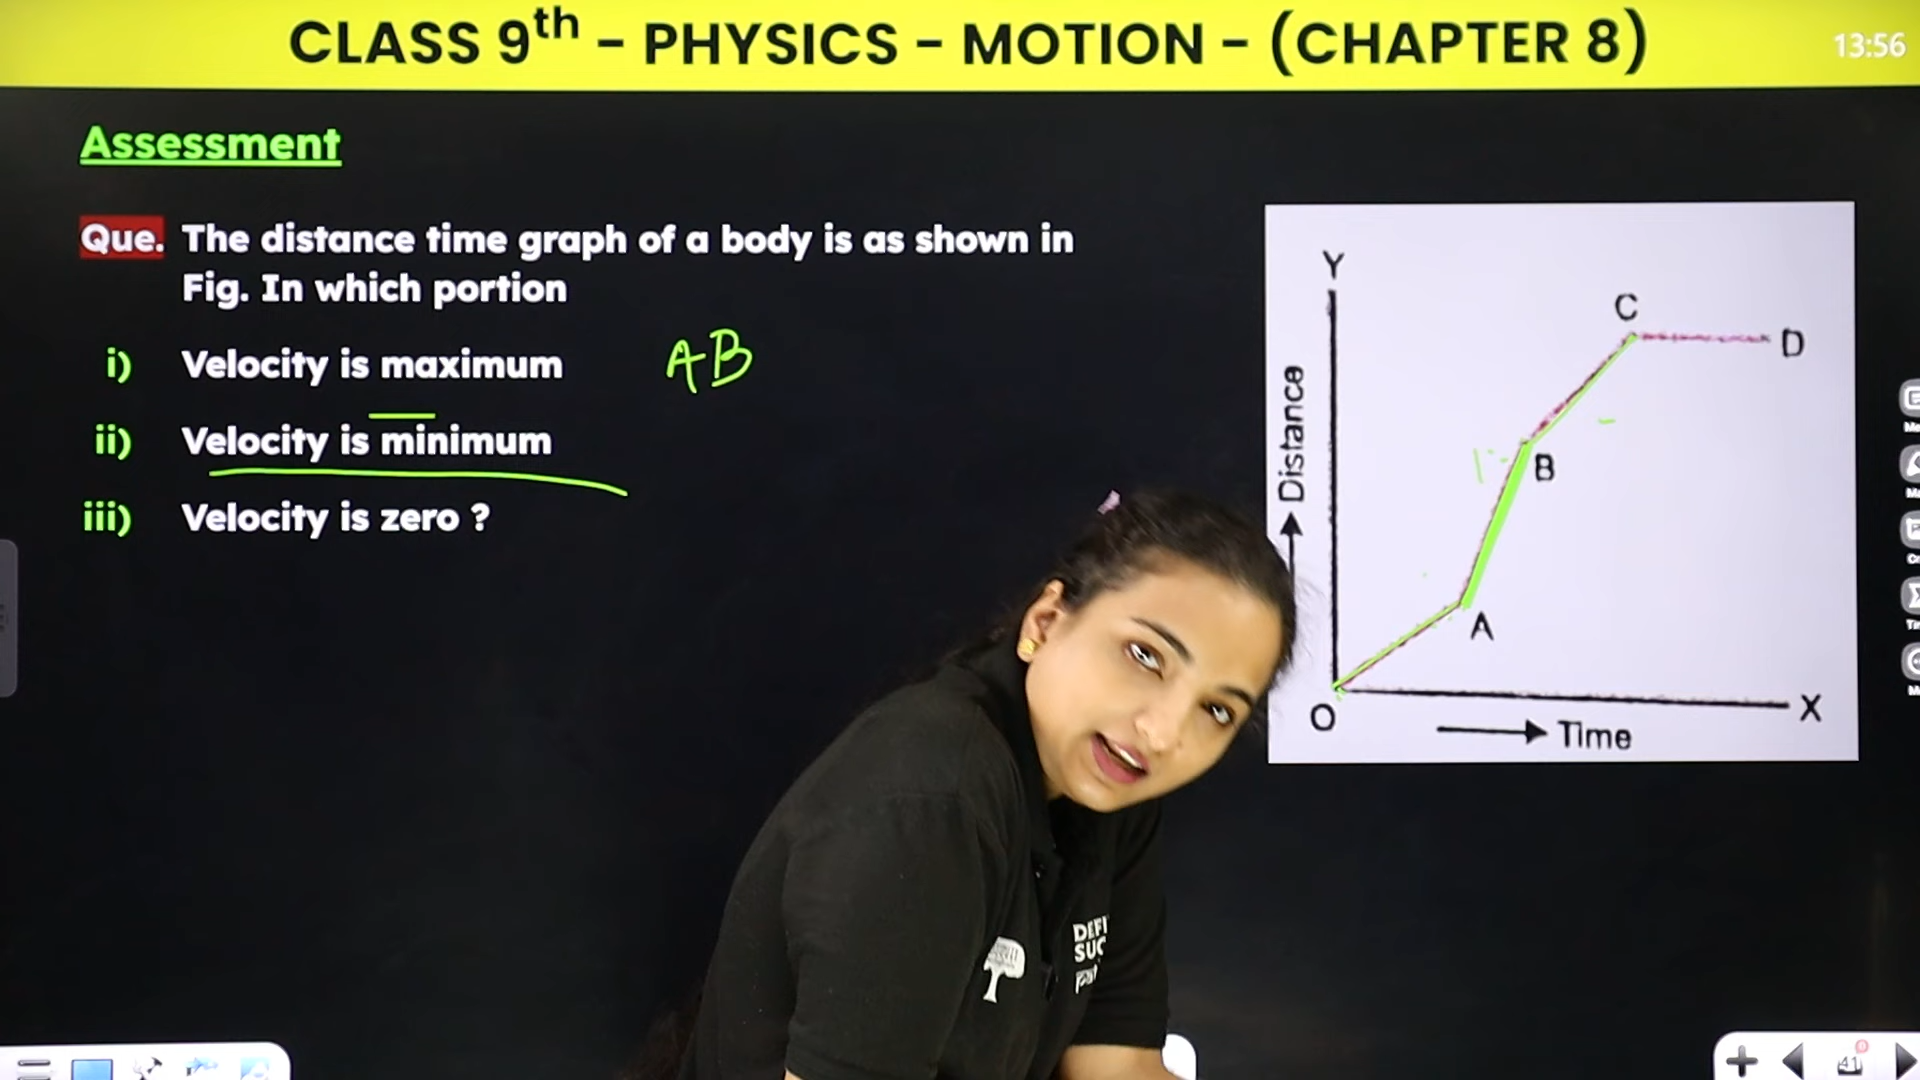 CLASS 9th - PHYSICS - MOTION - (CHAPTER 8)
13:56
Assessment
Que. The distance time graph of a body is as shown in
Fig. In which portion
i) Velocity is maximum AB
ii) Velocity is minimum
iii) Velocity is zero ?
Y
C
D
Distance
B
A
O
X
Time
41